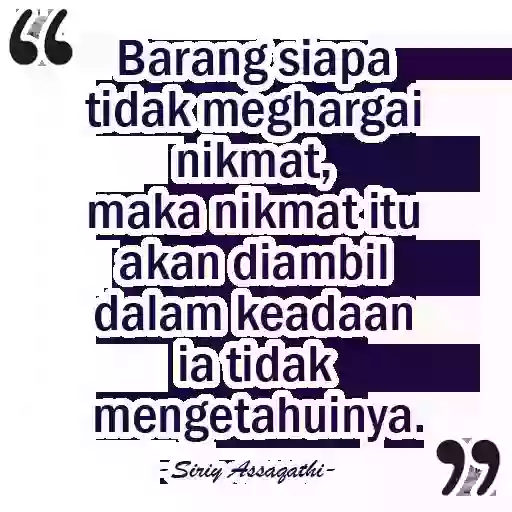 Barang siapa
tidak meghargai
nikmat,
maka nikmat itu
akan diambil
dalam keadaan
ia tidak
mengetahuinya.
-Siriy Assaqathi-